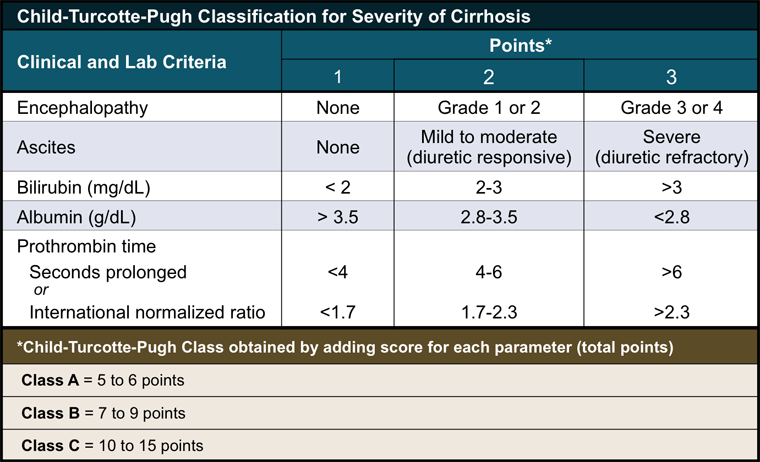 Child-Turcotte-Pugh Classification for Severity of Cirrhosis
Clinical and Lab Criteria
Points*
1 2 3
Encephalopathy None Grade 1 or 2 Grade 3 or 4
Ascites None Mild to moderate (diuretic responsive) Severe (diuretic refractory)
Bilirubin (mg/dL) < 2 2-3 >3
Albumin (g/dL) > 3.5 2.8-3.5 <2.8
Prothrombin time
Seconds prolonged <4 4-6 >6
or
International normalized ratio <1.7 1.7-2.3 >2.3
*Child-Turcotte-Pugh Class obtained by adding score for each parameter (total points)
Class A = 5 to 6 points
Class B = 7 to 9 points
Class C = 10 to 15 points